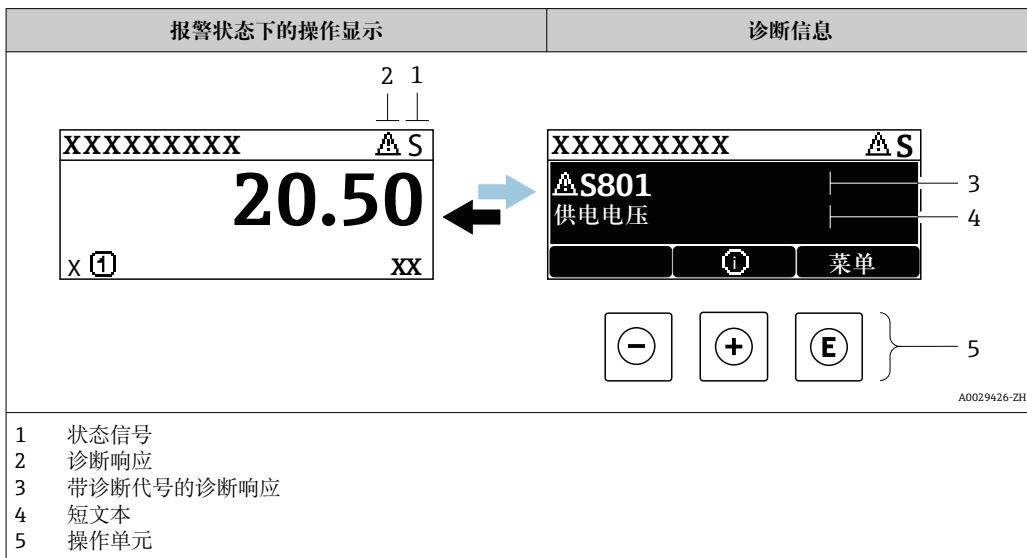 报警状态下的操作显示
诊断信息
2 1
XXXXXXXXX ⚠ S
20.50
X 1 XX
XXXXXXXXX ⚠ S
⚠S801
供电电压
i 菜单
3
4
- + E
5
A0029426-ZH
1 状态信号
2 诊断响应
3 带诊断代号的诊断响应
4 短文本
5 操作单元